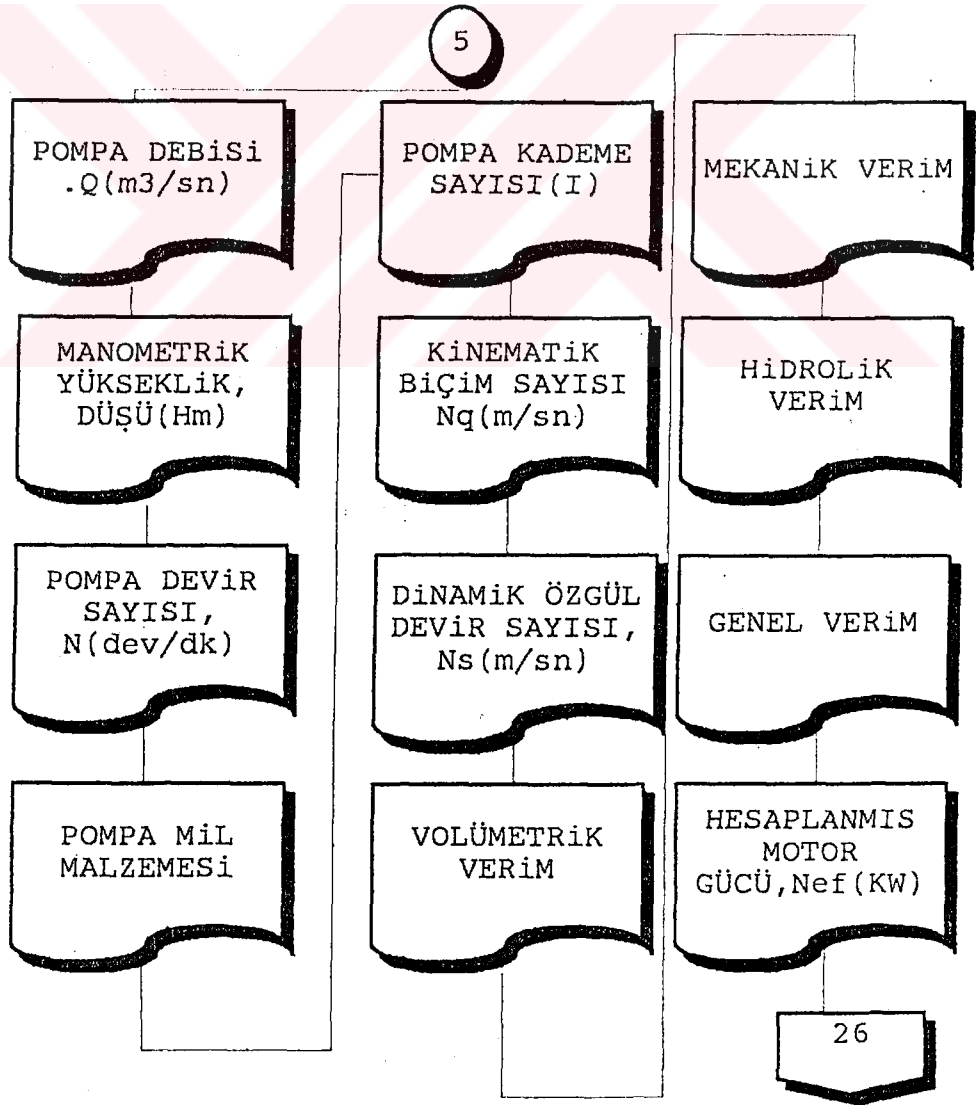 5
POMPA DEBiSi
.Q(m3/sn)
MANOMETRiK
YÜKSEKLiK,
DÜŞÜ(Hm)
POMPA DEViR
SAYISI,
N(dev/dk)
POMPA MiL
MALZEMESi
POMPA KADEME
SAYISI(I)
KiNEMATiK
BiÇiM SAYISI
Nq(m/sn)
DiNAMiK ÖZGÜL
DEViR SAYISI,
Ns(m/sn)
VOLÜMETRiK
VERiM
MEKANiK VERiM
HiDROLiK
VERiM
GENEL VERiM
HESAPLANMIS
MOTOR
GÜCÜ,Nef(KW)
26